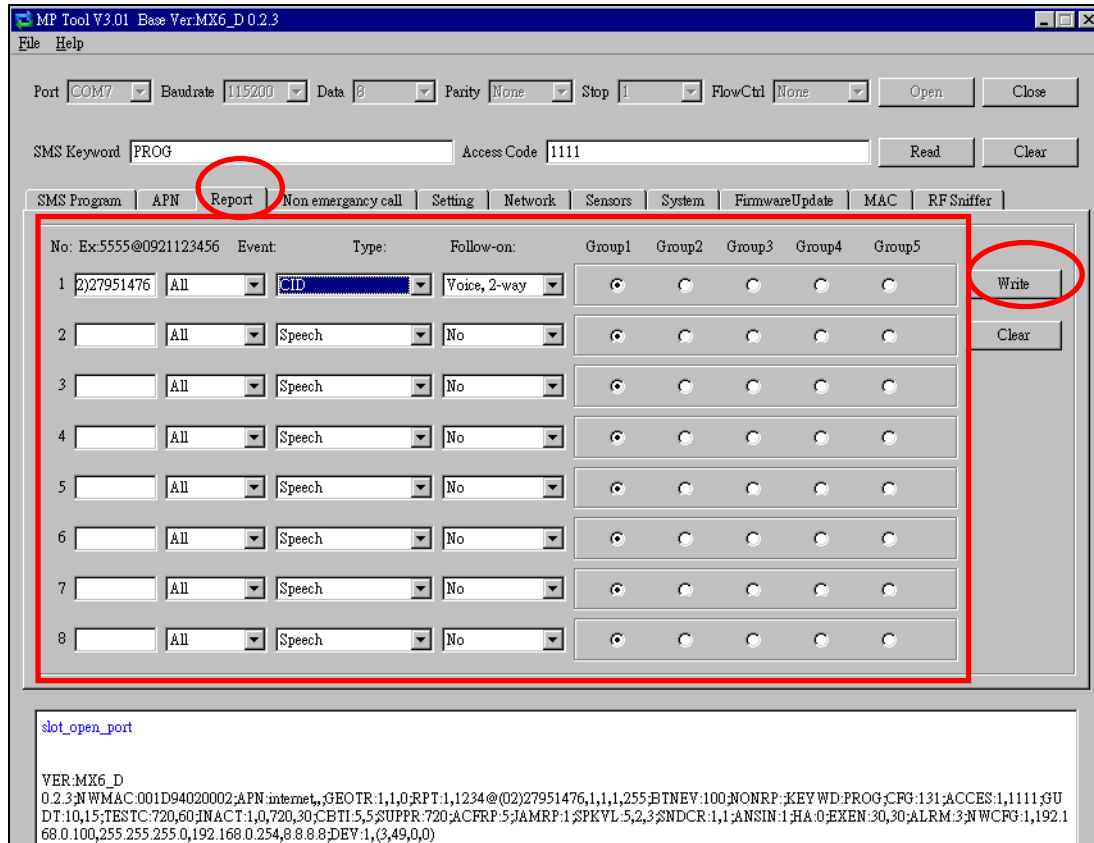 MP Tool V3.01 Base Ver:MX6_D 0.2.3
File Help
Port COM7 Baudrate 115200 Data 8 Parity None Stop 1 FlowCtrl None Open Close
SMS Keyword PROG Access Code 1111 Read Clear
SMS Program APN Report Non emergancy call Setting Network Sensors System FirmwareUpdate MAC RF Sniffer
No: Ex:5555@0921123456 Event: Type: Follow-on: Group1 Group2 Group3 Group4 Group5
1 2)27951476 All CID Voice, 2-way Write
2 All Speech No Clear
3 All Speech No
4 All Speech No
5 All Speech No
6 All Speech No
7 All Speech No
8 All Speech No
slot_open_port
VER:MX6_D
0.2.3;NWMAC:001D94020002;APN:internet,,;GEOTR:1,1,0;RPT:1,1234@(02)27951476,1,1,1,255;BTNEV:100;NONRP:;KEYWD:PROG;CFG:131;ACCES:1,1111;GU
DT:10,15;TESTC:720,60;INACT:1,0,720,30;CBTI:5,5;SUPPR:720;ACFRP:5;JAMRP:1;SPKVL:5,2,3;SNDCR:1,1;ANSIN:1;HA:0;EXEN:30,30;ALRM:3;NWCFG:1,192.1
68.0.100,255.255.255.0,192.168.0.254,8.8.8.8;DEV:1,(3,49,0,0)